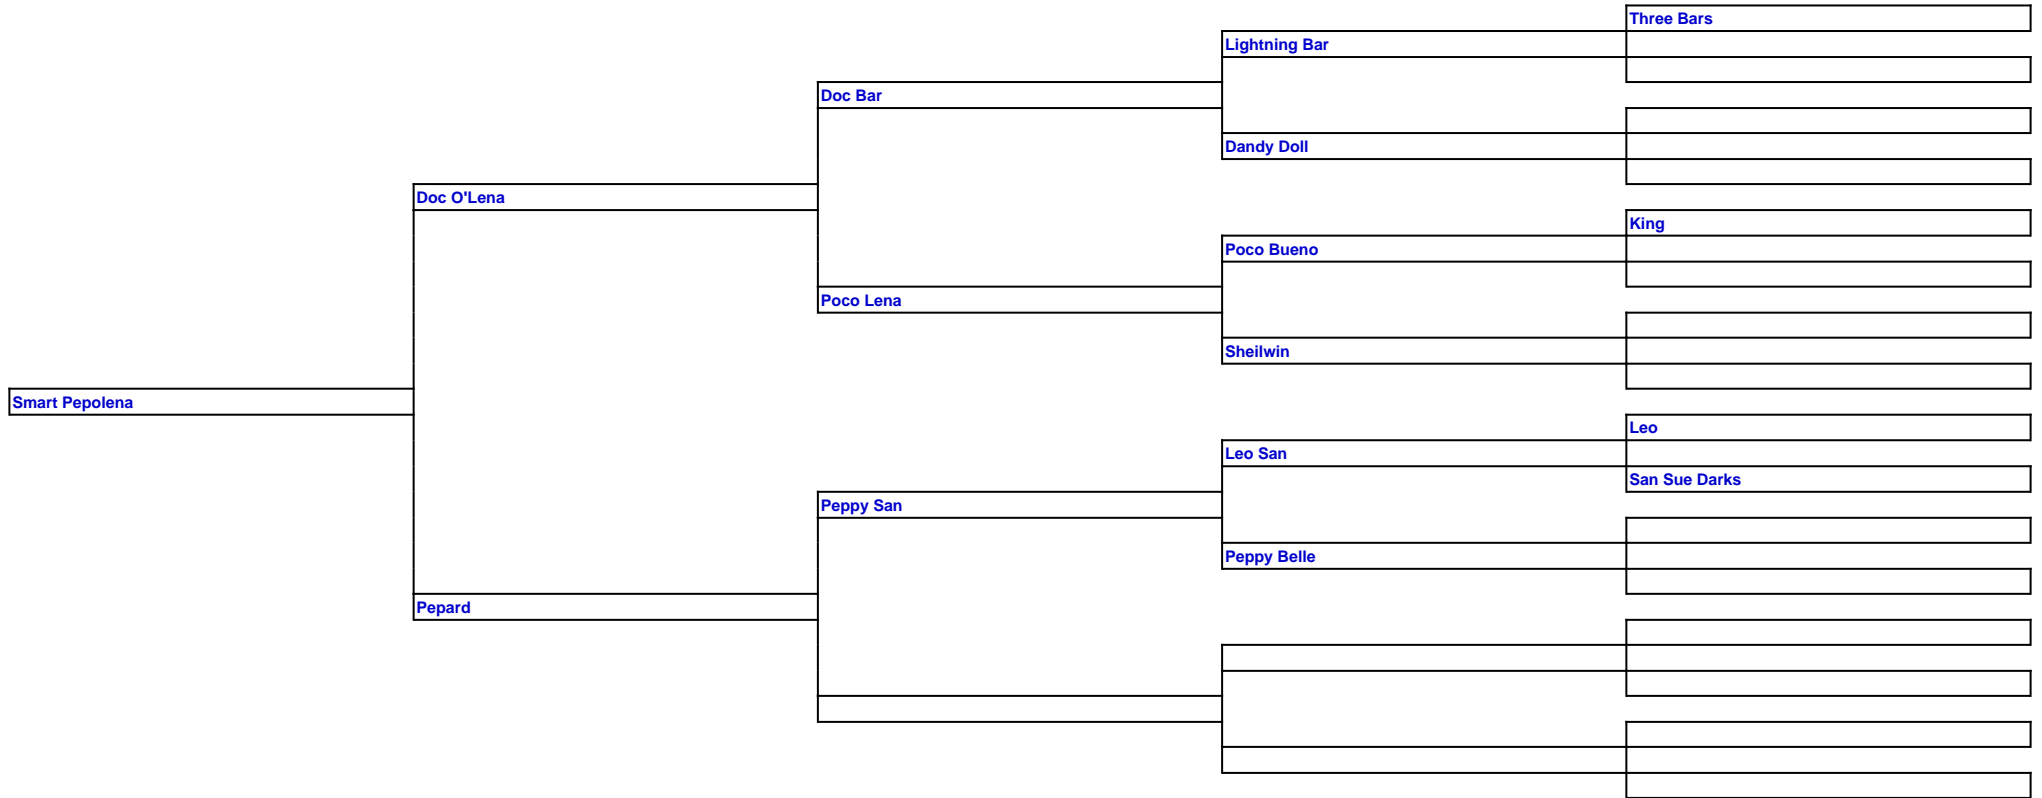 Three Bars
Lightning Bar
Doc Bar
Dandy Doll
Doc O'Lena
King
Poco Bueno
Poco Lena
Sheilwin
Smart Pepolena
Leo
Leo San
San Sue Darks
Peppy San
Peppy Belle
Pepard